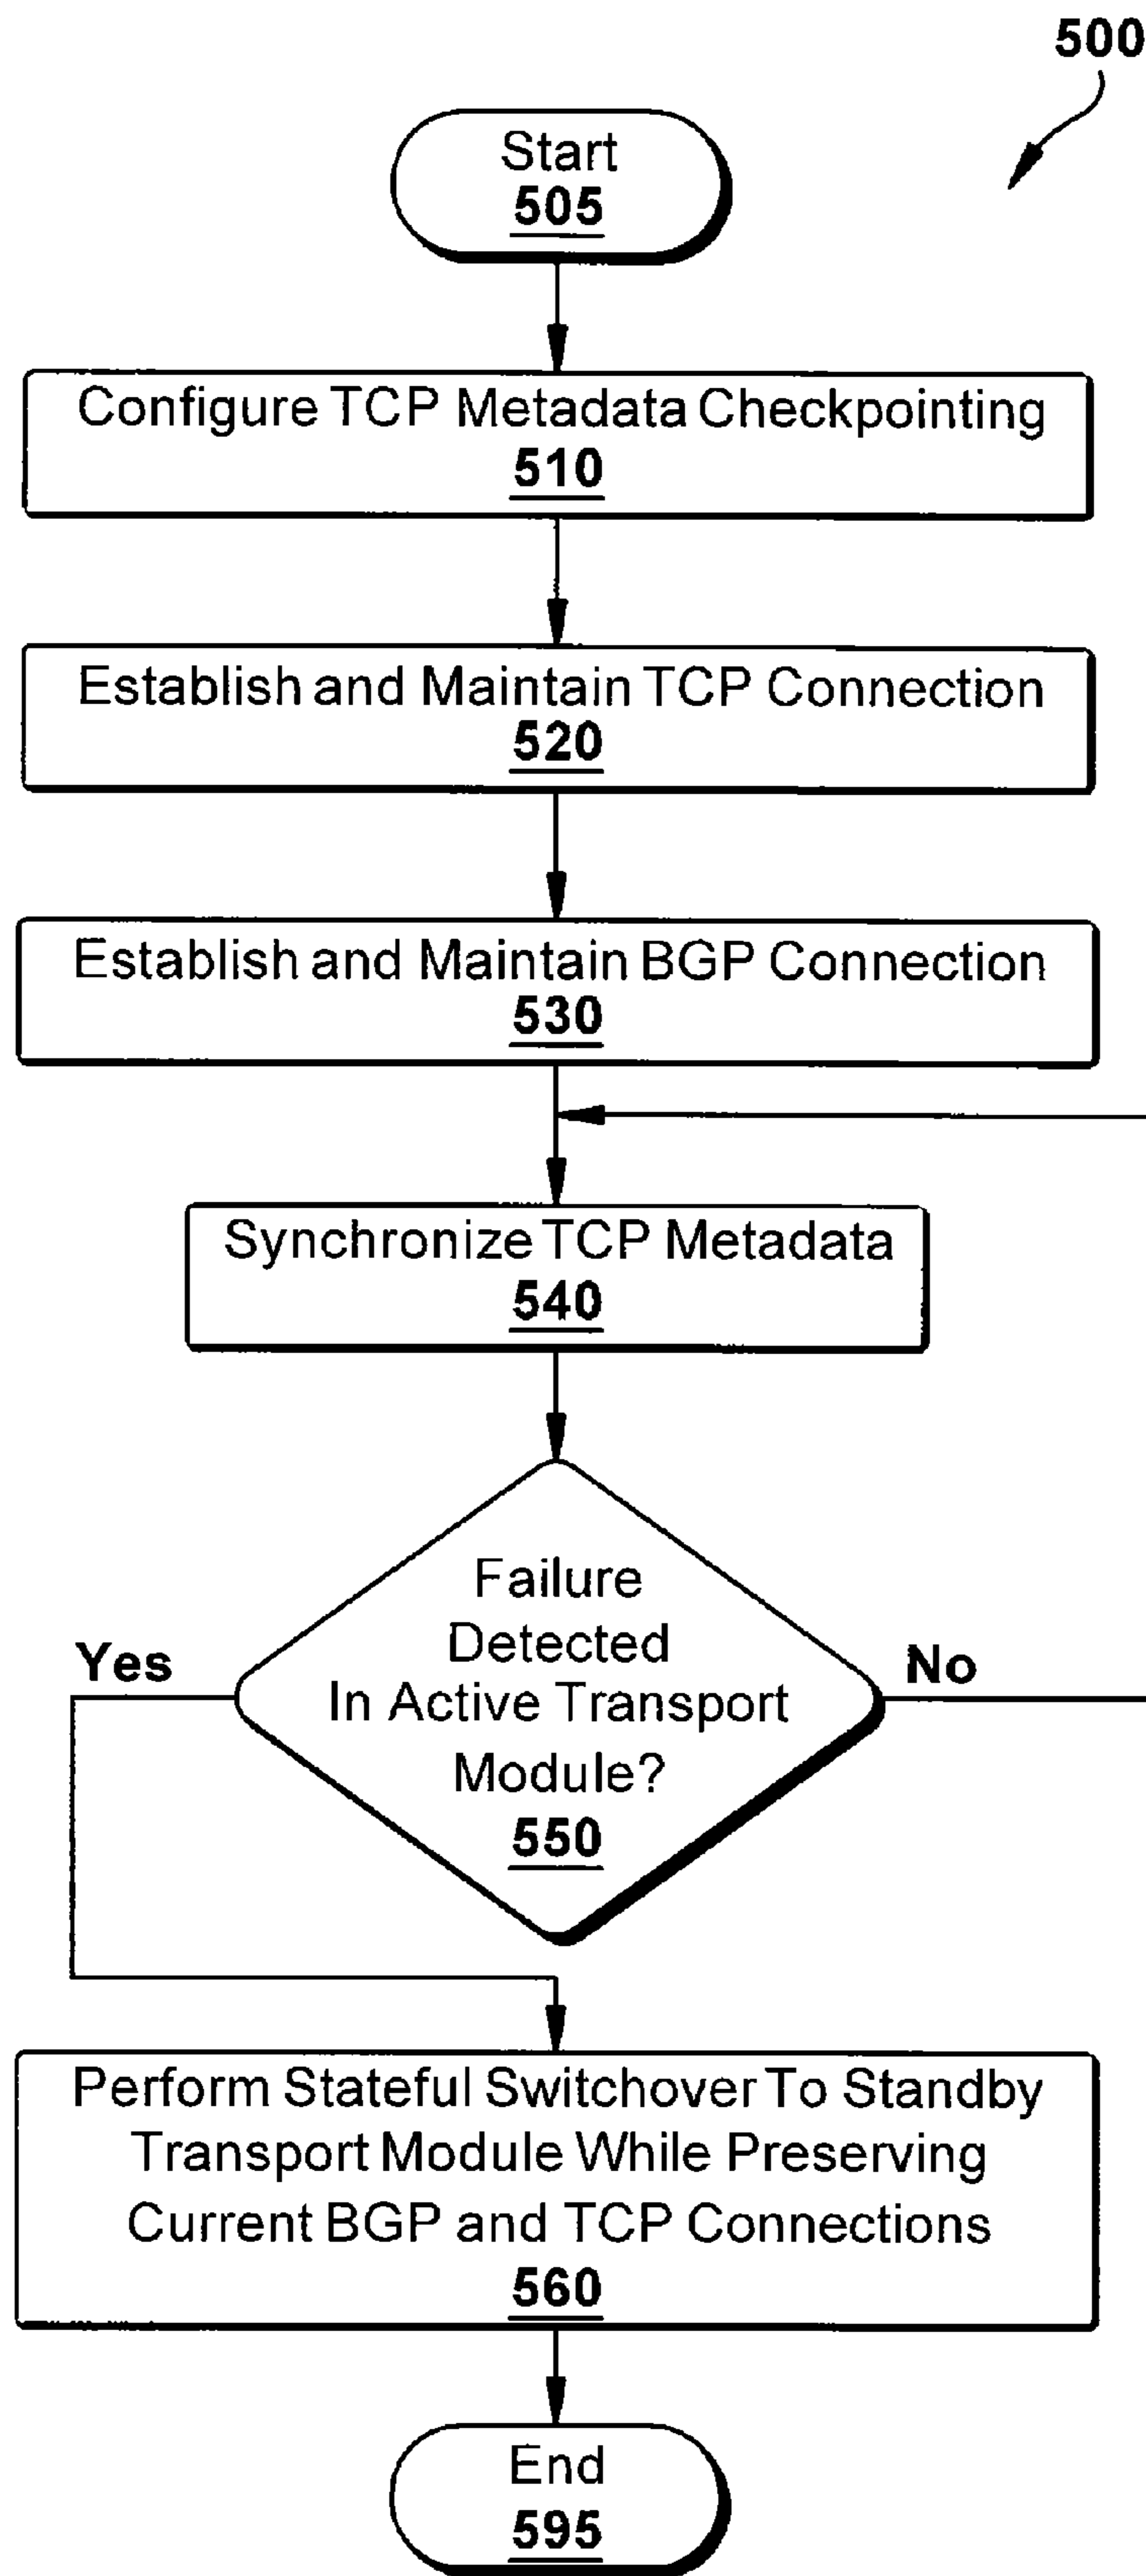 500
Start
505
Configure TCP Metadata Checkpointing
510
Establish and Maintain TCP Connection
520
Establish and Maintain BGP Connection
530
Synchronize TCP Metadata
540
Failure
Detected
In Active Transport
Module?
550
Yes
No
Perform Stateful Switchover To Standby
Transport Module While Preserving
Current BGP and TCP Connections
560
End
595